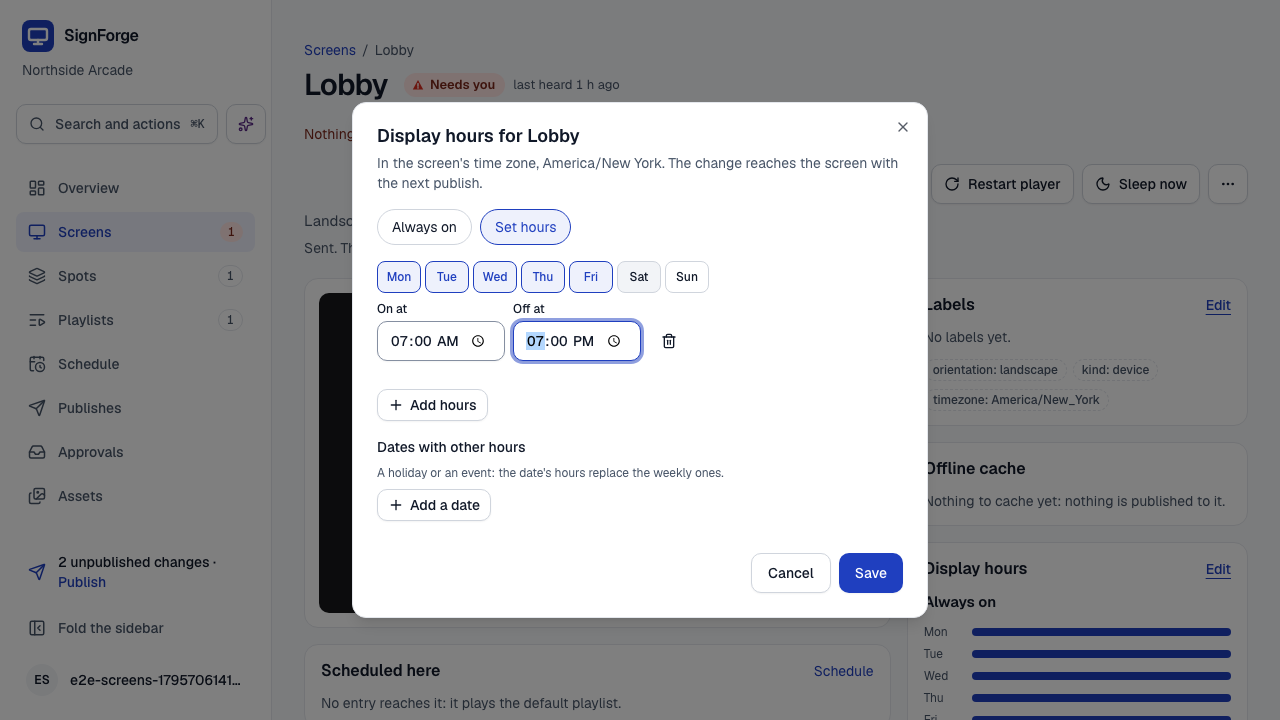 SignForge
Northside Arcade
Search and actions ⌘K
Overview
Screens 1
Spots 1
Playlists 1
Schedule
Publishes
Approvals
Assets
2 unpublished changes ·
Publish
Fold the sidebar
ES e2e-screens-1795706141…
Screens / Lobby
Lobby Needs you last heard 1 h ago
Nothing
Restart player Sleep now
Sent.
Display hours for Lobby
In the screen's time zone, America/New York. The change reaches the screen with
the next publish.
Always on Set hours
Mon Tue Wed Thu Fri Sat Sun
On at Off at
07:00 AM 07:00 PM
Add hours
Dates with other hours
A holiday or an event: the date's hours replace the weekly ones.
Add a date
Cancel Save
Labels Edit
No labels yet.
orientation: landscape kind: device
timezone: America/New_York
Offline cache
Nothing to cache yet: nothing is published to it.
Display hours Edit
Always on
Mon
Tue
Wed
Thu
Scheduled here Schedule
No entry reaches it: it plays the default playlist.